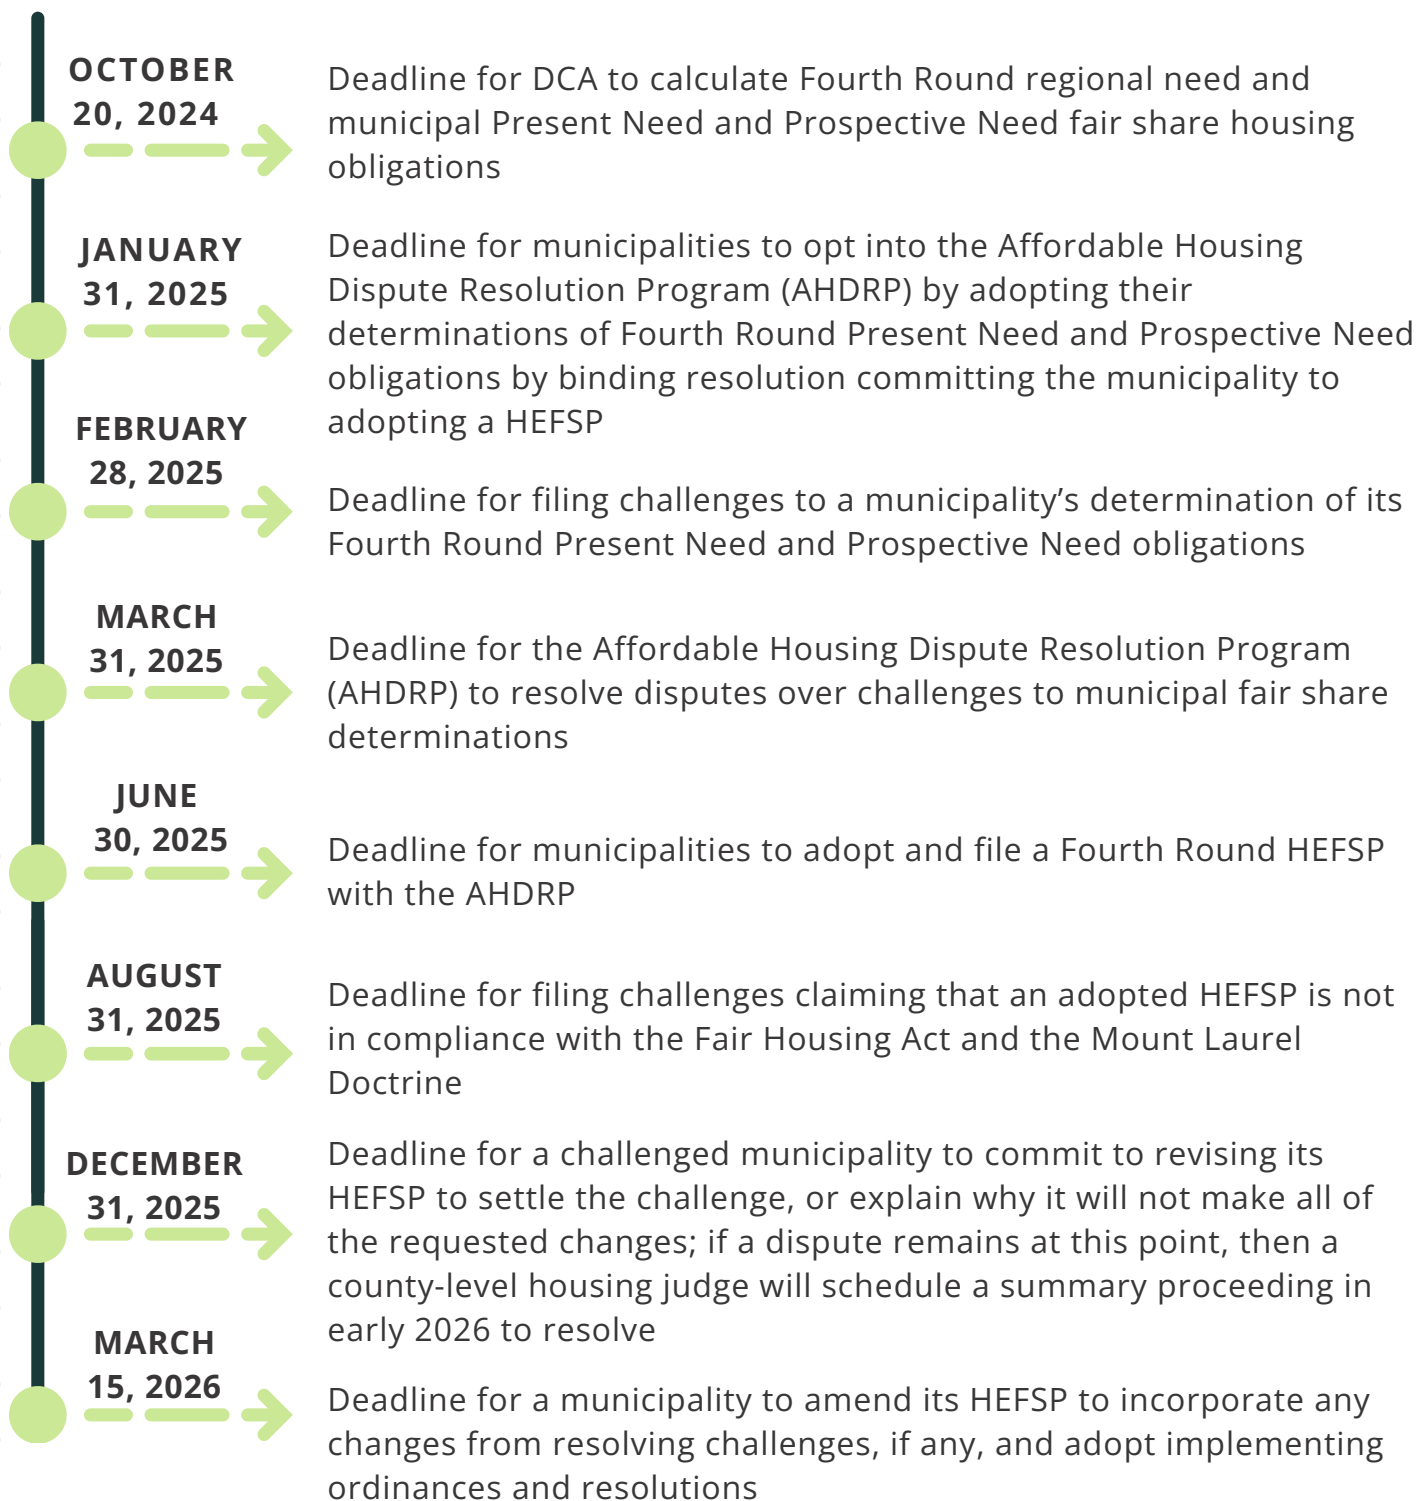 OCTOBER
20, 2024
Deadline for DCA to calculate Fourth Round regional need and
municipal Present Need and Prospective Need fair share housing
obligations
JANUARY
31, 2025
Deadline for municipalities to opt into the Affordable Housing
Dispute Resolution Program (AHDRP) by adopting their
determinations of Fourth Round Present Need and Prospective Need
obligations by binding resolution committing the municipality to
adopting a HEFSP
FEBRUARY
28, 2025
Deadline for filing challenges to a municipality’s determination of its
Fourth Round Present Need and Prospective Need obligations
MARCH
31, 2025
Deadline for the Affordable Housing Dispute Resolution Program
(AHDRP) to resolve disputes over challenges to municipal fair share
determinations
JUNE
30, 2025
Deadline for municipalities to adopt and file a Fourth Round HEFSP
with the AHDRP
AUGUST
31, 2025
Deadline for filing challenges claiming that an adopted HEFSP is not
in compliance with the Fair Housing Act and the Mount Laurel
Doctrine
DECEMBER
31, 2025
Deadline for a challenged municipality to commit to revising its
HEFSP to settle the challenge, or explain why it will not make all of
the requested changes; if a dispute remains at this point, then a
county-level housing judge will schedule a summary proceeding in
early 2026 to resolve
MARCH
15, 2026
Deadline for a municipality to amend its HEFSP to incorporate any
changes from resolving challenges, if any, and adopt implementing
ordinances and resolutions